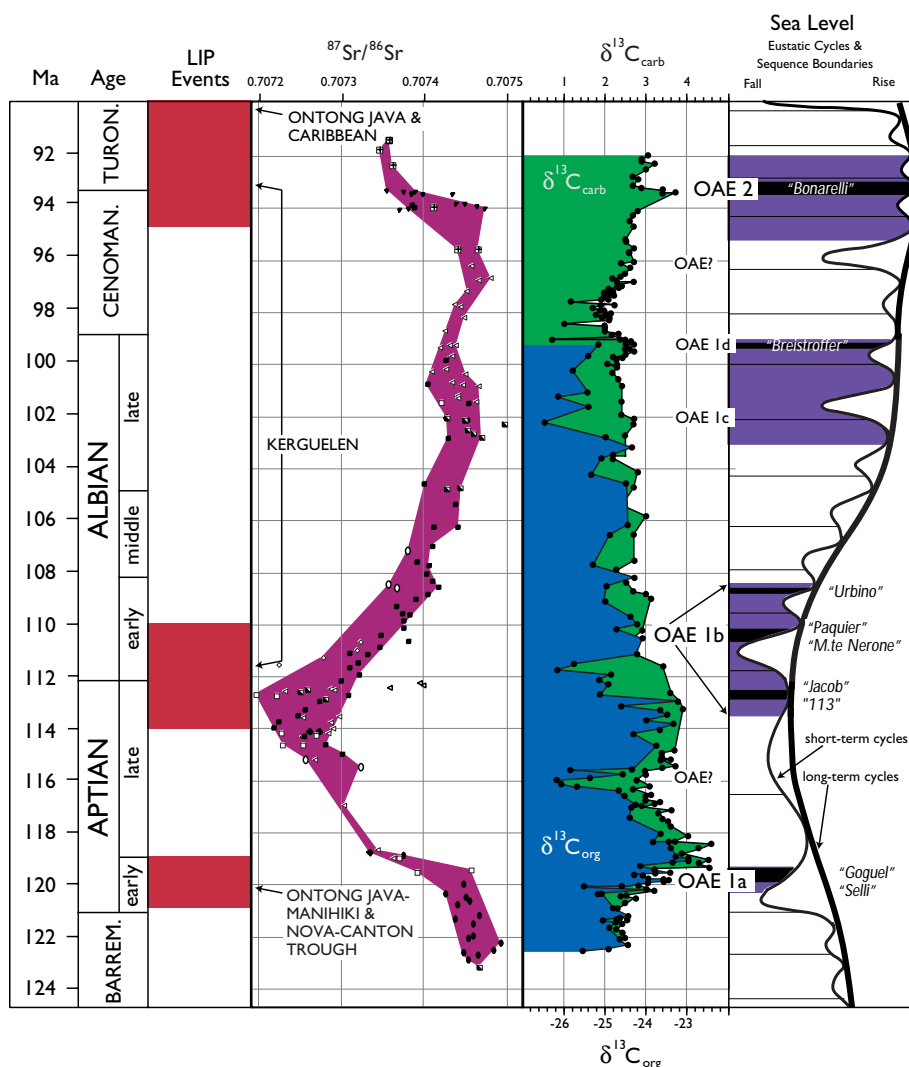 Sea Level
Eustatic Cycles &
Sequence Boundaries
Fall
Rise
Ma
Age
LIP
Events
87Sr/86Sr
0.7072
0.7073
0.7074
0.7075
δ13Ccarb
1
2
3
4
92
94
96
98
100
102
104
106
108
110
112
114
116
118
120
122
124
TURON.
CENOMAN.
ALBIAN
late
middle
early
APTIAN
late
early
BARREM.
ONTONG JAVA &
CARIBBEAN
KERGUELEN
ONTONG JAVA-
MANIHIKI &
NOVA-CANTON
TROUGH
δ13Ccarb
δ13Corg
OAE 2
"Bonarelli"
OAE?
OAE 1d
"Breistroffer"
OAE 1c
"Urbino"
OAE 1b
"Paquier"
"M.te Nerone"
"Jacob"
"113"
short-term cycles
OAE?
long-term cycles
OAE 1a
"Goguel"
"Selli"
-26
-25
-24
-23
δ13Corg